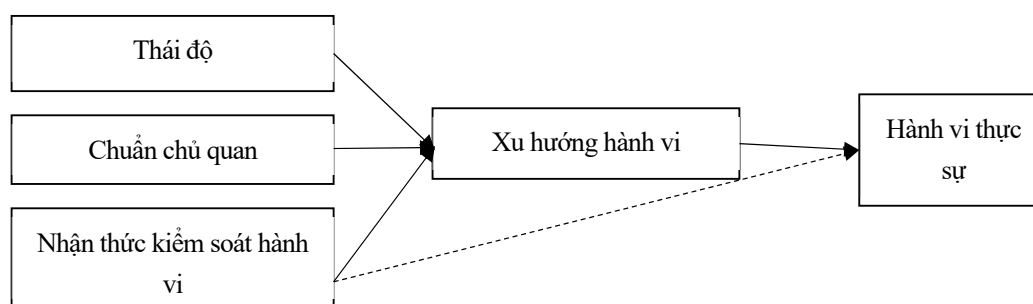 Thái độ
Chuẩn chủ quan
Nhận thức kiểm soát hành
vi
Xu hướng hành vi
Hành vi thực
sự